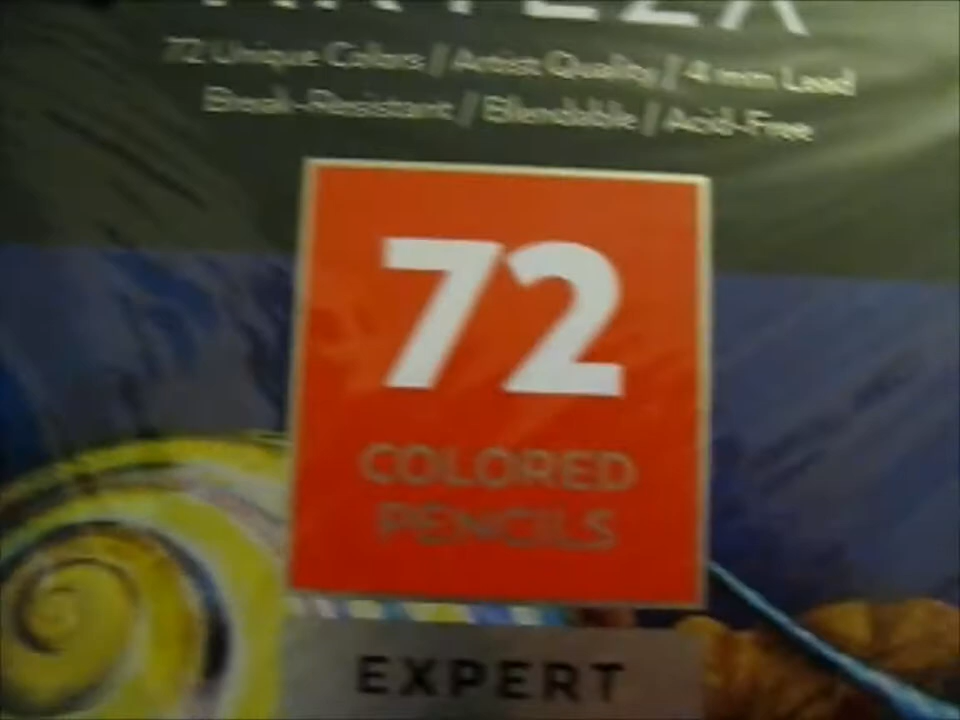 72 Unique Colors / Artist Quality / 4 mm Lead
Break-Resistant / Blendable / Acid-Free
72
COLORED
PENCILS
EXPERT